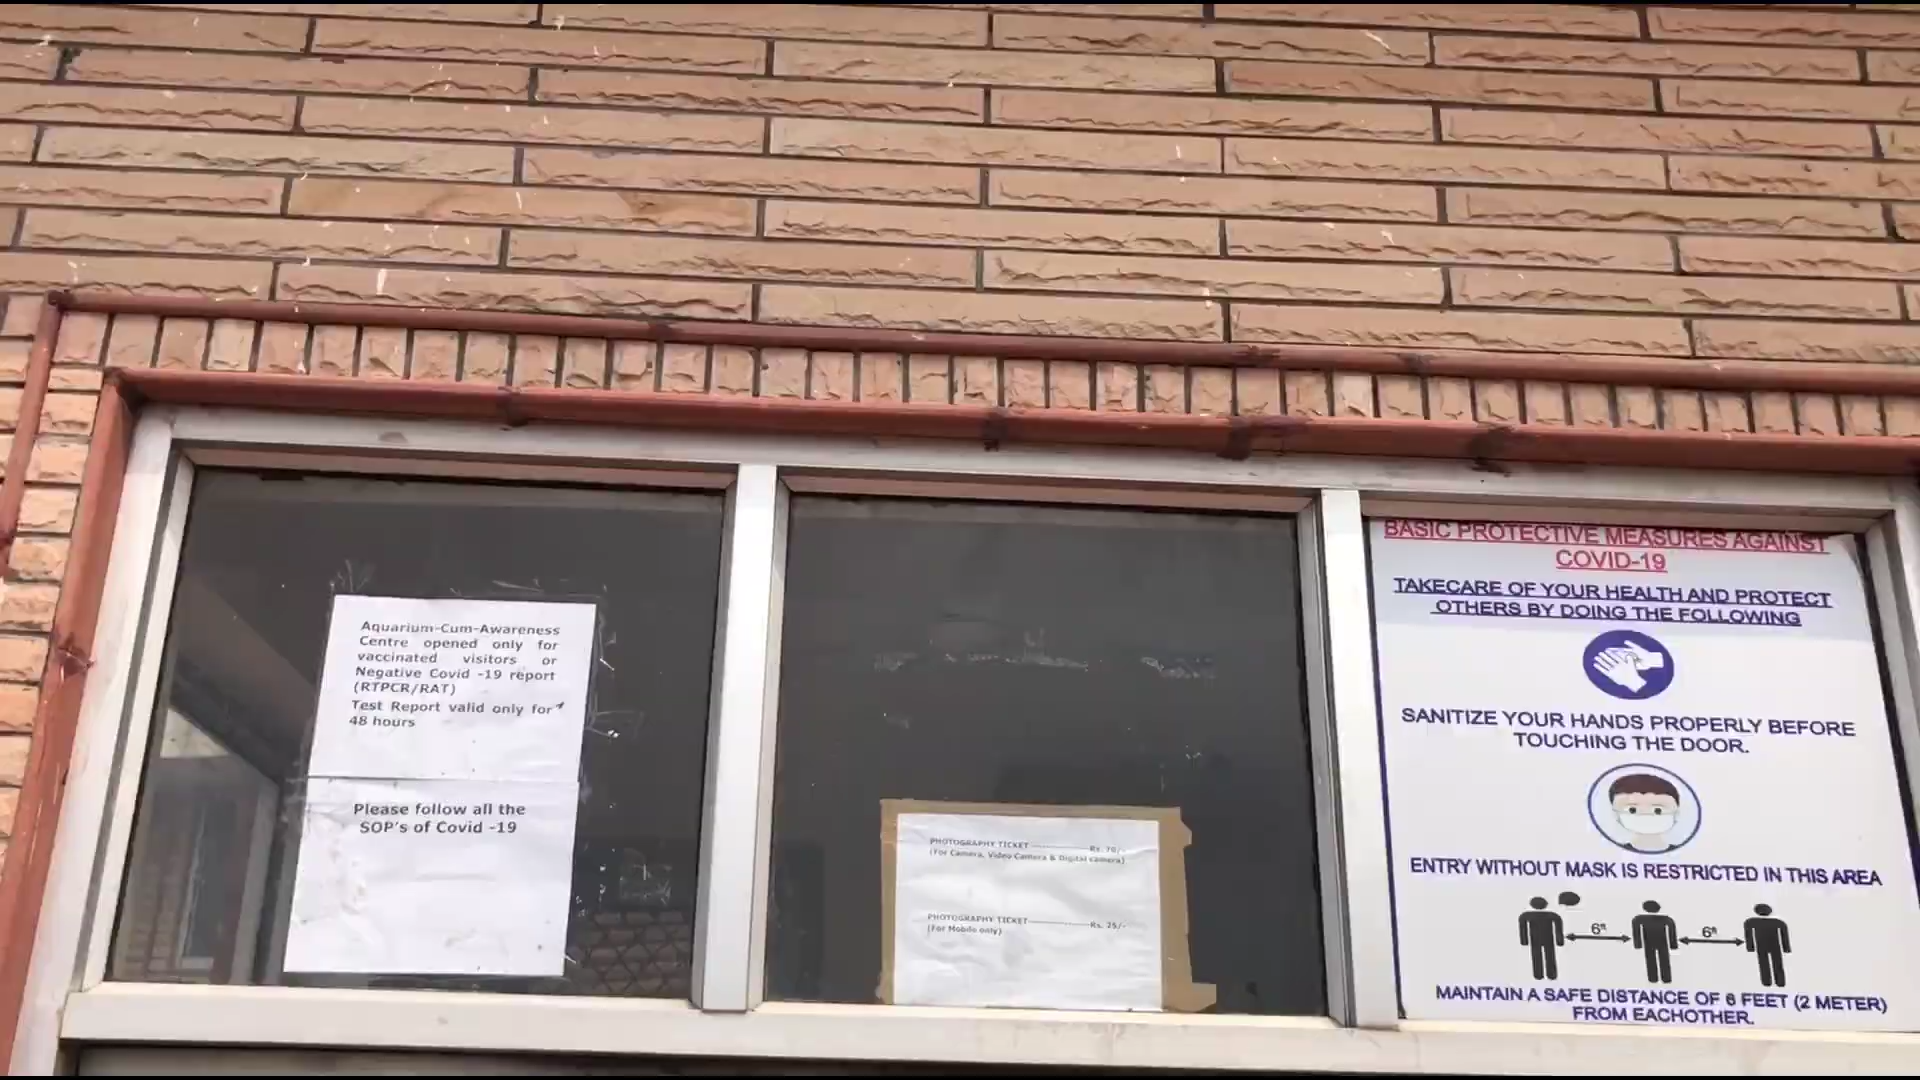 Aquarium-Cum-Awareness
Centre opened only for
vaccinated visitors or
Negative Covid -19 report
(RTPCR/RAT)
Test Report valid only for
48 hours
Please follow all the
SOP's of Covid -19
PHOTOGRAPHY TICKET --------------- Rs. 70/-
(For Camera, Video Camera & Digital camera)
PHOTOGRAPHY TICKET --------------- Rs. 25/-
(For Mobile only)
BASIC PROTECTIVE MEASURES AGAINST
COVID-19
TAKECARE OF YOUR HEALTH AND PROTECT
OTHERS BY DOING THE FOLLOWING
SANITIZE YOUR HANDS PROPERLY BEFORE
TOUCHING THE DOOR.
ENTRY WITHOUT MASK IS RESTRICTED IN THIS AREA
6ft 6ft
MAINTAIN A SAFE DISTANCE OF 6 FEET (2 METER)
FROM EACHOTHER.